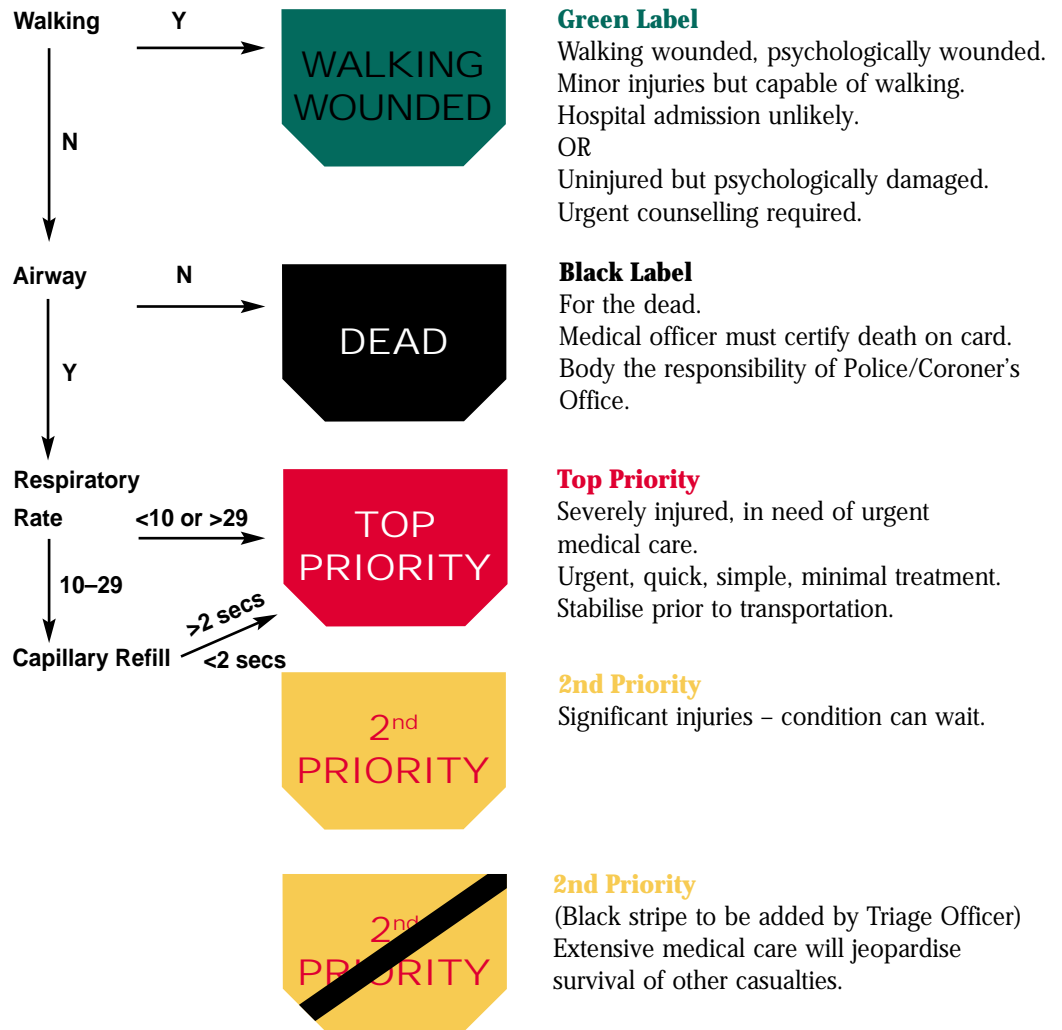 Walking
Y
WALKING
WOUNDED
Green Label
Walking wounded, psychologically wounded.
Minor injuries but capable of walking.
Hospital admission unlikely.
OR
Uninjured but psychologically damaged.
Urgent counselling required.
N
Airway
N
DEAD
Black Label
For the dead.
Medical officer must certify death on card.
Body the responsibility of Police/Coroner's
Office.
Y
Respiratory
Rate
<10 or >29
TOP
PRIORITY
Top Priority
Severely injured, in need of urgent
medical care.
Urgent, quick, simple, minimal treatment.
Stabilise prior to transportation.
10–29
Capillary Refill
>2 secs
<2 secs
2nd
PRIORITY
2nd Priority
Significant injuries – condition can wait.
2nd
PRIORITY
2nd Priority
(Black stripe to be added by Triage Officer)
Extensive medical care will jeopardise
survival of other casualties.